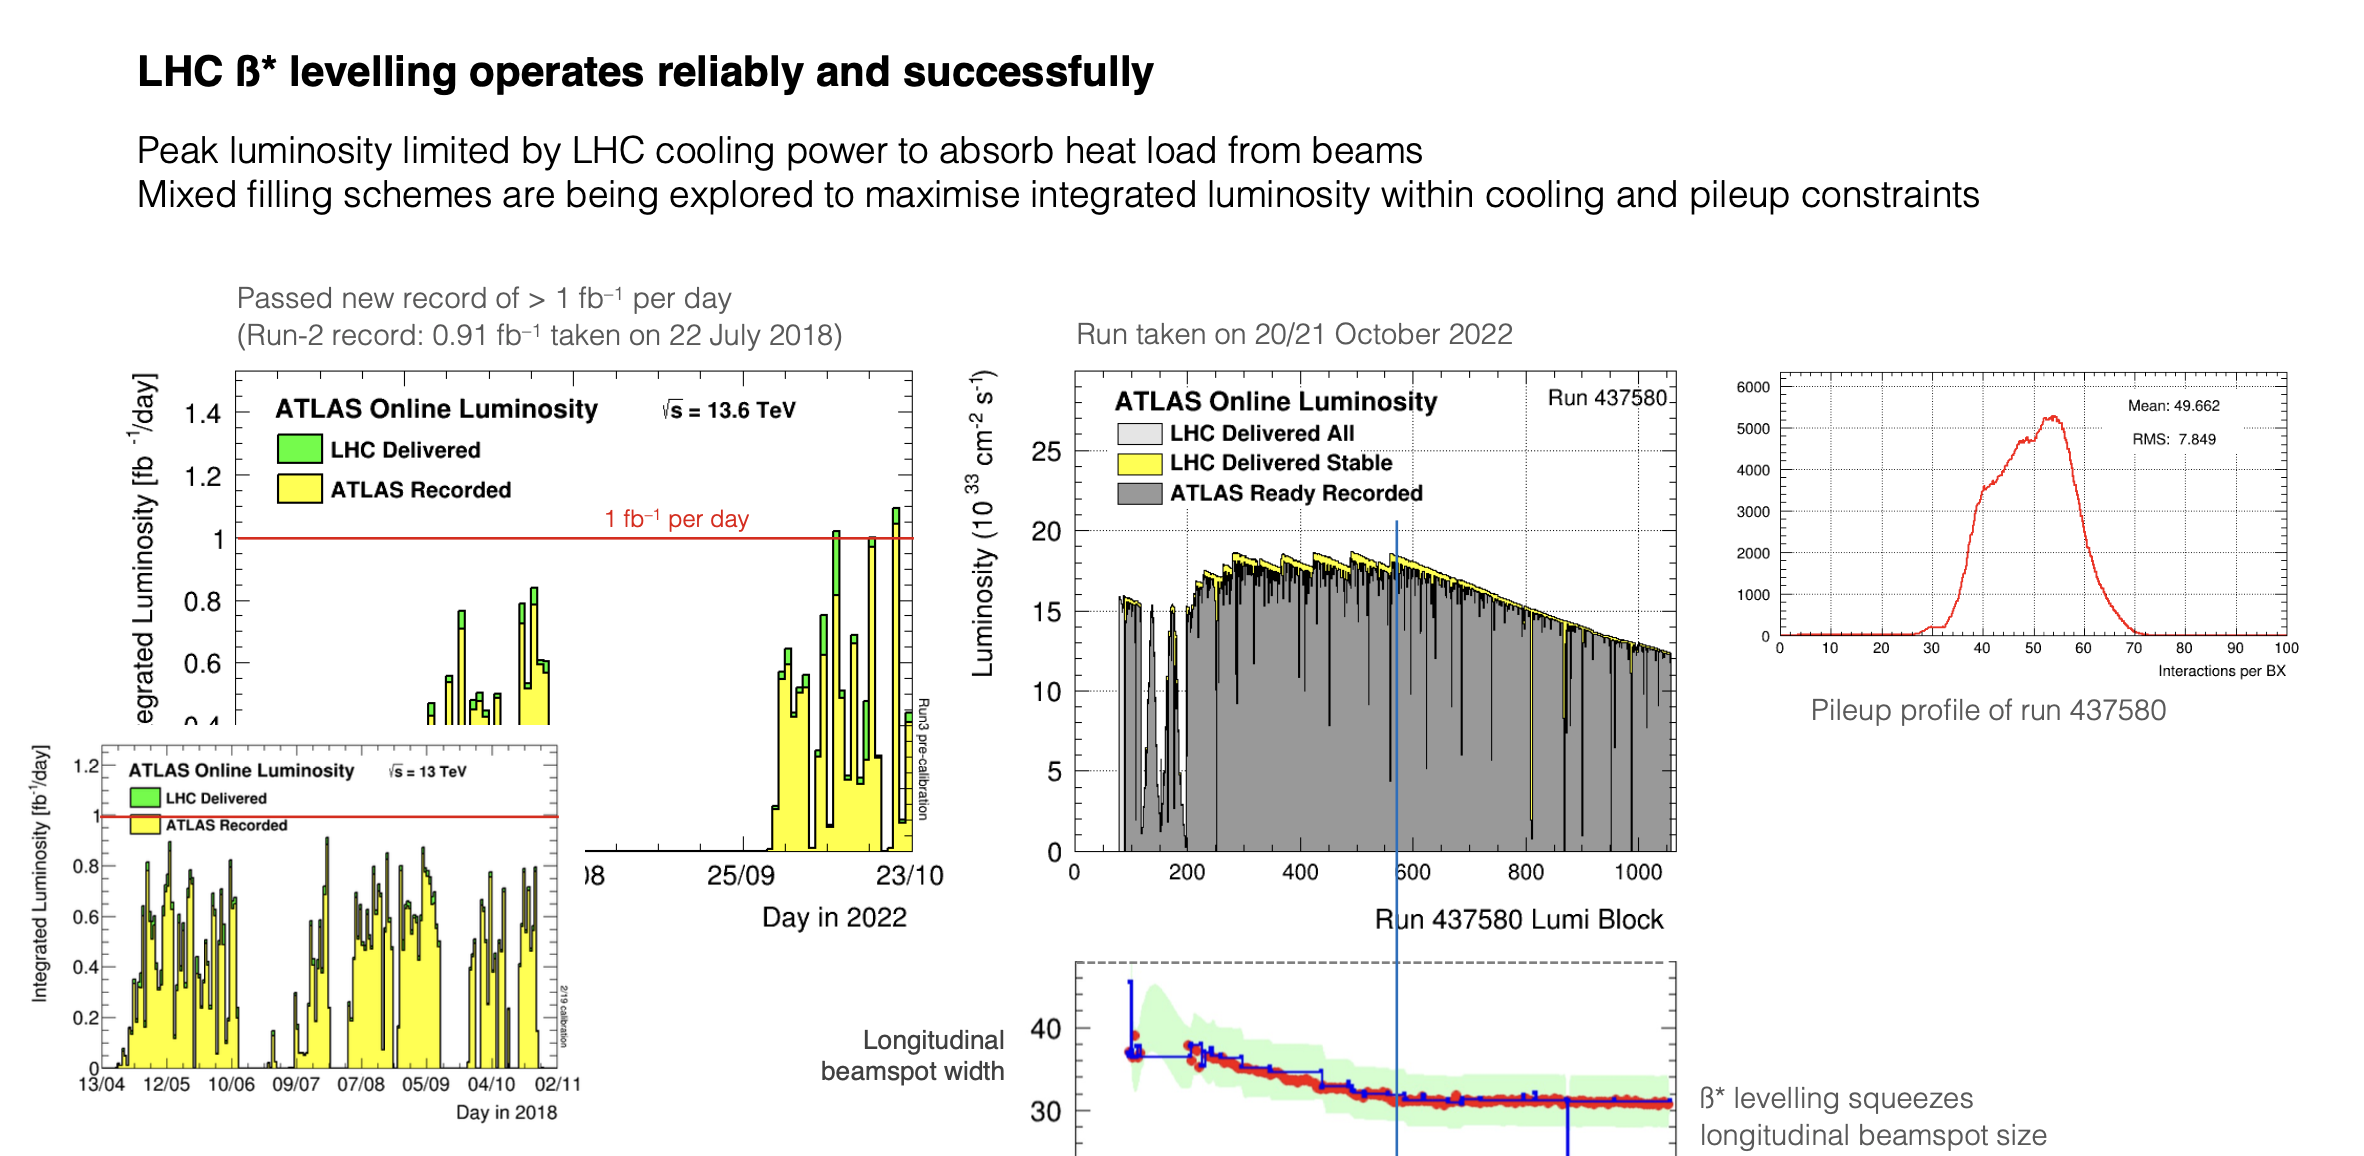 LHC ß* levelling operates reliably and successfully
Peak luminosity limited by LHC cooling power to absorb heat load from beams
Mixed filling schemes are being explored to maximise integrated luminosity within cooling and pileup constraints
Passed new record of > 1 fb⁻¹ per day
(Run-2 record: 0.91 fb⁻¹ taken on 22 July 2018)
egrated Luminosity [fb⁻¹/day]
1.4
1.2
1
0.8
0.6
ATLAS Online Luminosity
√s = 13.6 TeV
LHC Delivered
ATLAS Recorded
1 fb⁻¹ per day
Run3 pre-calibration
25/09
23/10
Day in 2022
Integrated Luminosity [fb⁻¹/day]
1.2
1
0.8
0.6
0.4
0.2
0
ATLAS Online Luminosity
√s = 13 TeV
LHC Delivered
ATLAS Recorded
2/19 calibration
13/04 12/05 10/06 09/07 07/08 05/09 04/10 02/11
Day in 2018
Run taken on 20/21 October 2022
Luminosity (10³³ cm⁻² s⁻¹)
25
20
15
10
5
0
ATLAS Online Luminosity
Run 437580
LHC Delivered All
LHC Delivered Stable
ATLAS Ready Recorded
0 200 400 600 800 1000
Run 437580 Lumi Block
Longitudinal
beamspot width
40
30
ß* levelling squeezes
longitudinal beamspot size
6000
5000
4000
3000
2000
1000
0
Mean: 49.662
RMS: 7.849
0 10 20 30 40 50 60 70 80 90 100
Interactions per BX
Pileup profile of run 437580